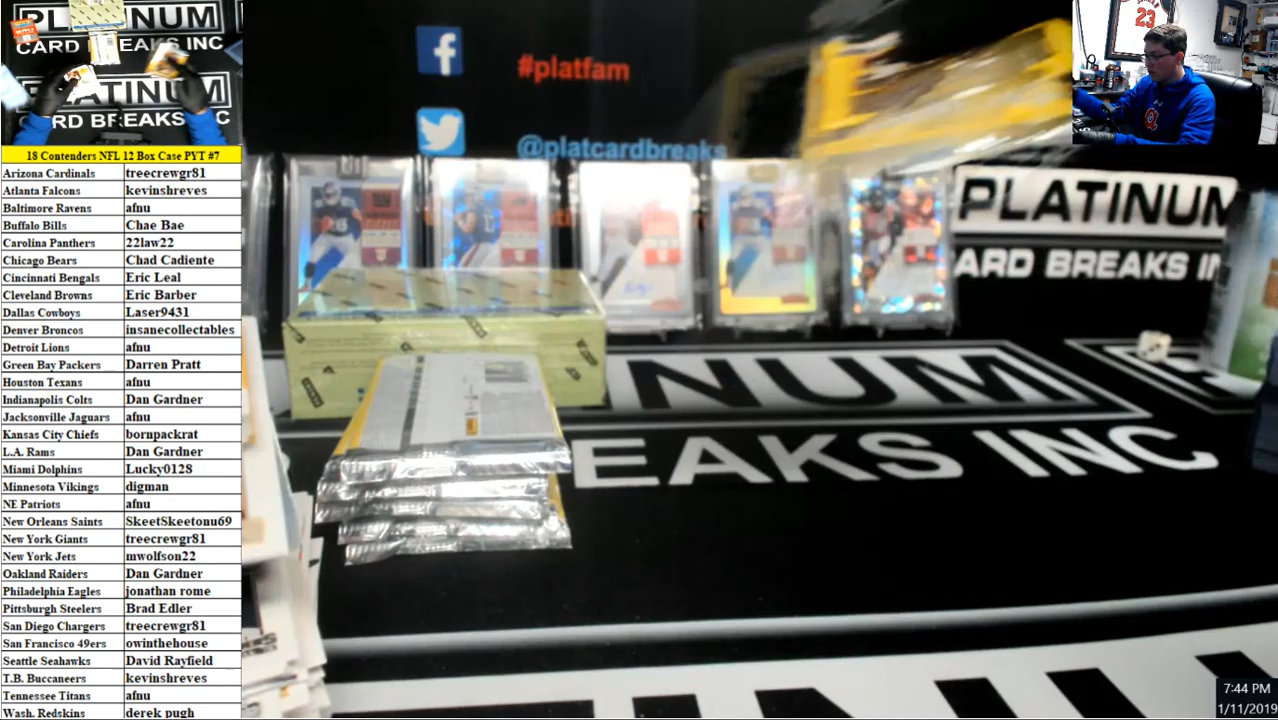 PLATINUM
CARD BREAKS INC
PLATINUM
CARD BREAKS INC
18 Contenders NFL 12 Box Case PYT #7
Arizona Cardinals treecrewgr81
Atlanta Falcons kevinshreves
Baltimore Ravens afnu
Buffalo Bills Chae Bae
Carolina Panthers 22law22
Chicago Bears Chad Cadiente
Cincinnati Bengals Eric Leal
Cleveland Browns Eric Barber
Dallas Cowboys Laser9431
Denver Broncos insanecollectables
Detroit Lions afnu
Green Bay Packers Darren Pratt
Houston Texans afnu
Indianapolis Colts Dan Gardner
Jacksonville Jaguars afnu
Kansas City Chiefs bornpackrat
L.A. Rams Dan Gardner
Miami Dolphins Lucky0128
Minnesota Vikings digman
NE Patriots afnu
New Orleans Saints SkeetSkeetonu69
New York Giants treecrewgr81
New York Jets mwolfson22
Oakland Raiders Dan Gardner
Philadelphia Eagles jonathan rome
Pittsburgh Steelers Brad Edler
San Diego Chargers treecrewgr81
San Francisco 49ers owinthehouse
Seattle Seahawks David Rayfield
T.B. Buccaneers kevinshreves
Tennessee Titans afnu
Wash. Redskins derek pugh
#platfam
@platcardbreaks
23
PLATINUM
ARD BREAKS IN
NUM
EAKS INC
7:44 PM
1/11/2019